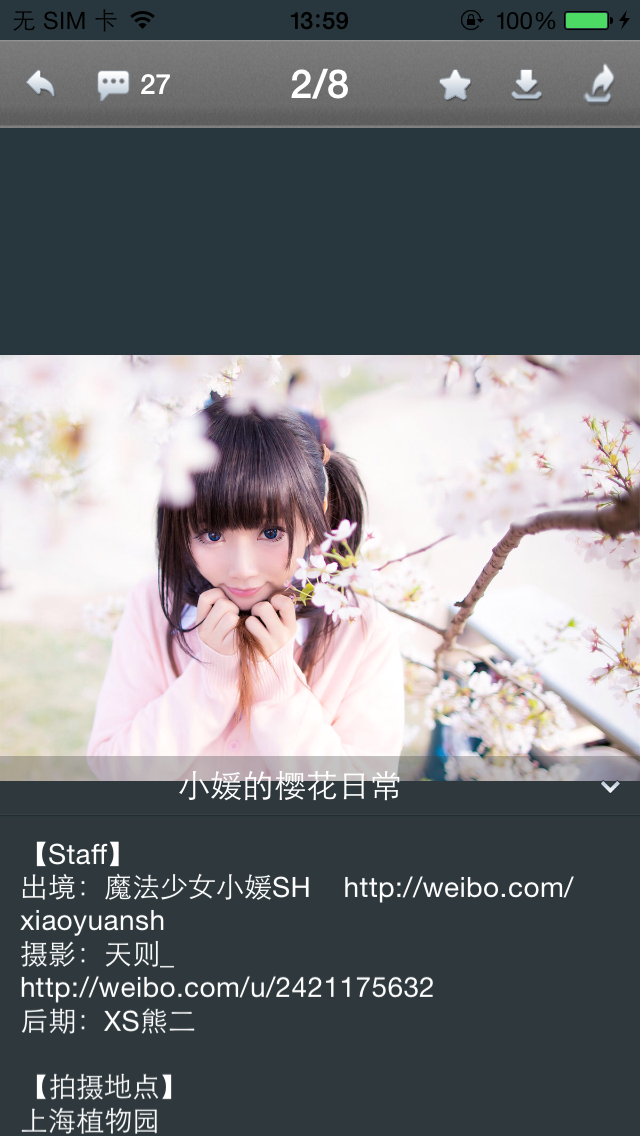 无 SIM 卡 13:59 100%
27 2/8
小媛的樱花日常
【Staff】
出境：魔法少女小媛SH http://weibo.com/
xiaoyuansh
摄影：天则_
http://weibo.com/u/2421175632
后期：XS熊二
【拍摄地点】
上海植物园